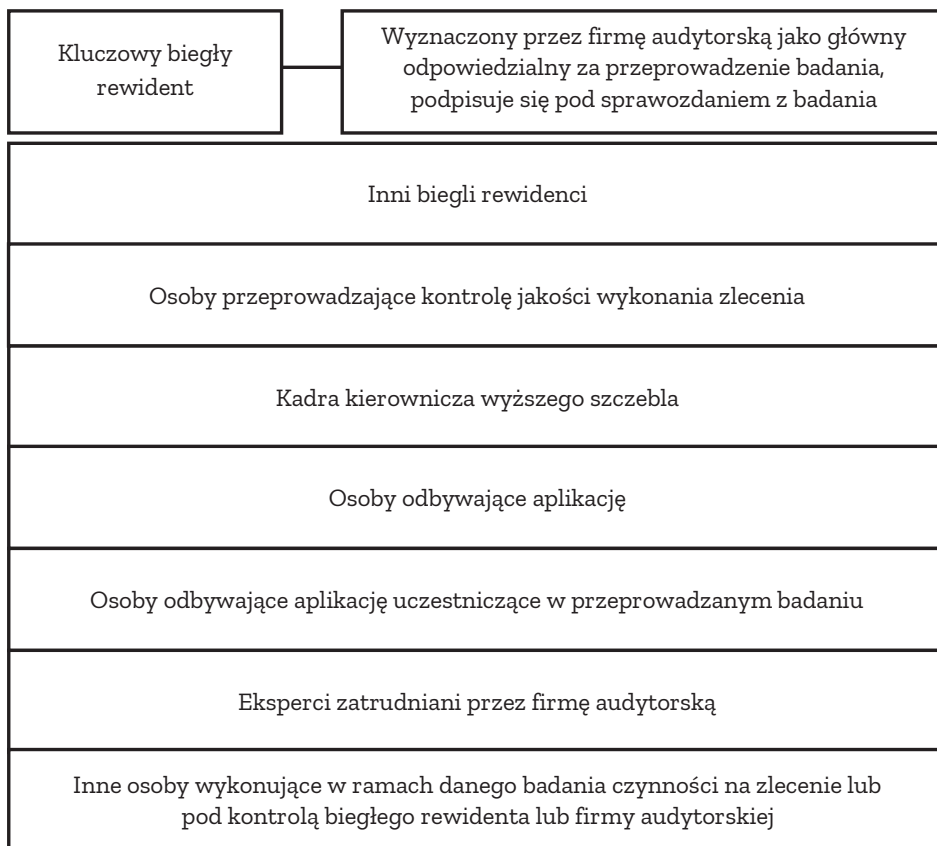 Kluczowy biegły
rewident
Wyznaczony przez firmę audytorską jako główny
odpowiedzialny za przeprowadzenie badania,
podpisuje się pod sprawozdaniem z badania
Inni biegli rewidenci
Osoby przeprowadzające kontrolę jakości wykonania zlecenia
Kadra kierownicza wyższego szczebla
Osoby odbywające aplikację
Osoby odbywające aplikację uczestniczące w przeprowadzanym badaniu
Eksperci zatrudniani przez firmę audytorską
Inne osoby wykonujące w ramach danego badania czynności na zlecenie lub
pod kontrolą biegłego rewidenta lub firmy audytorskiej